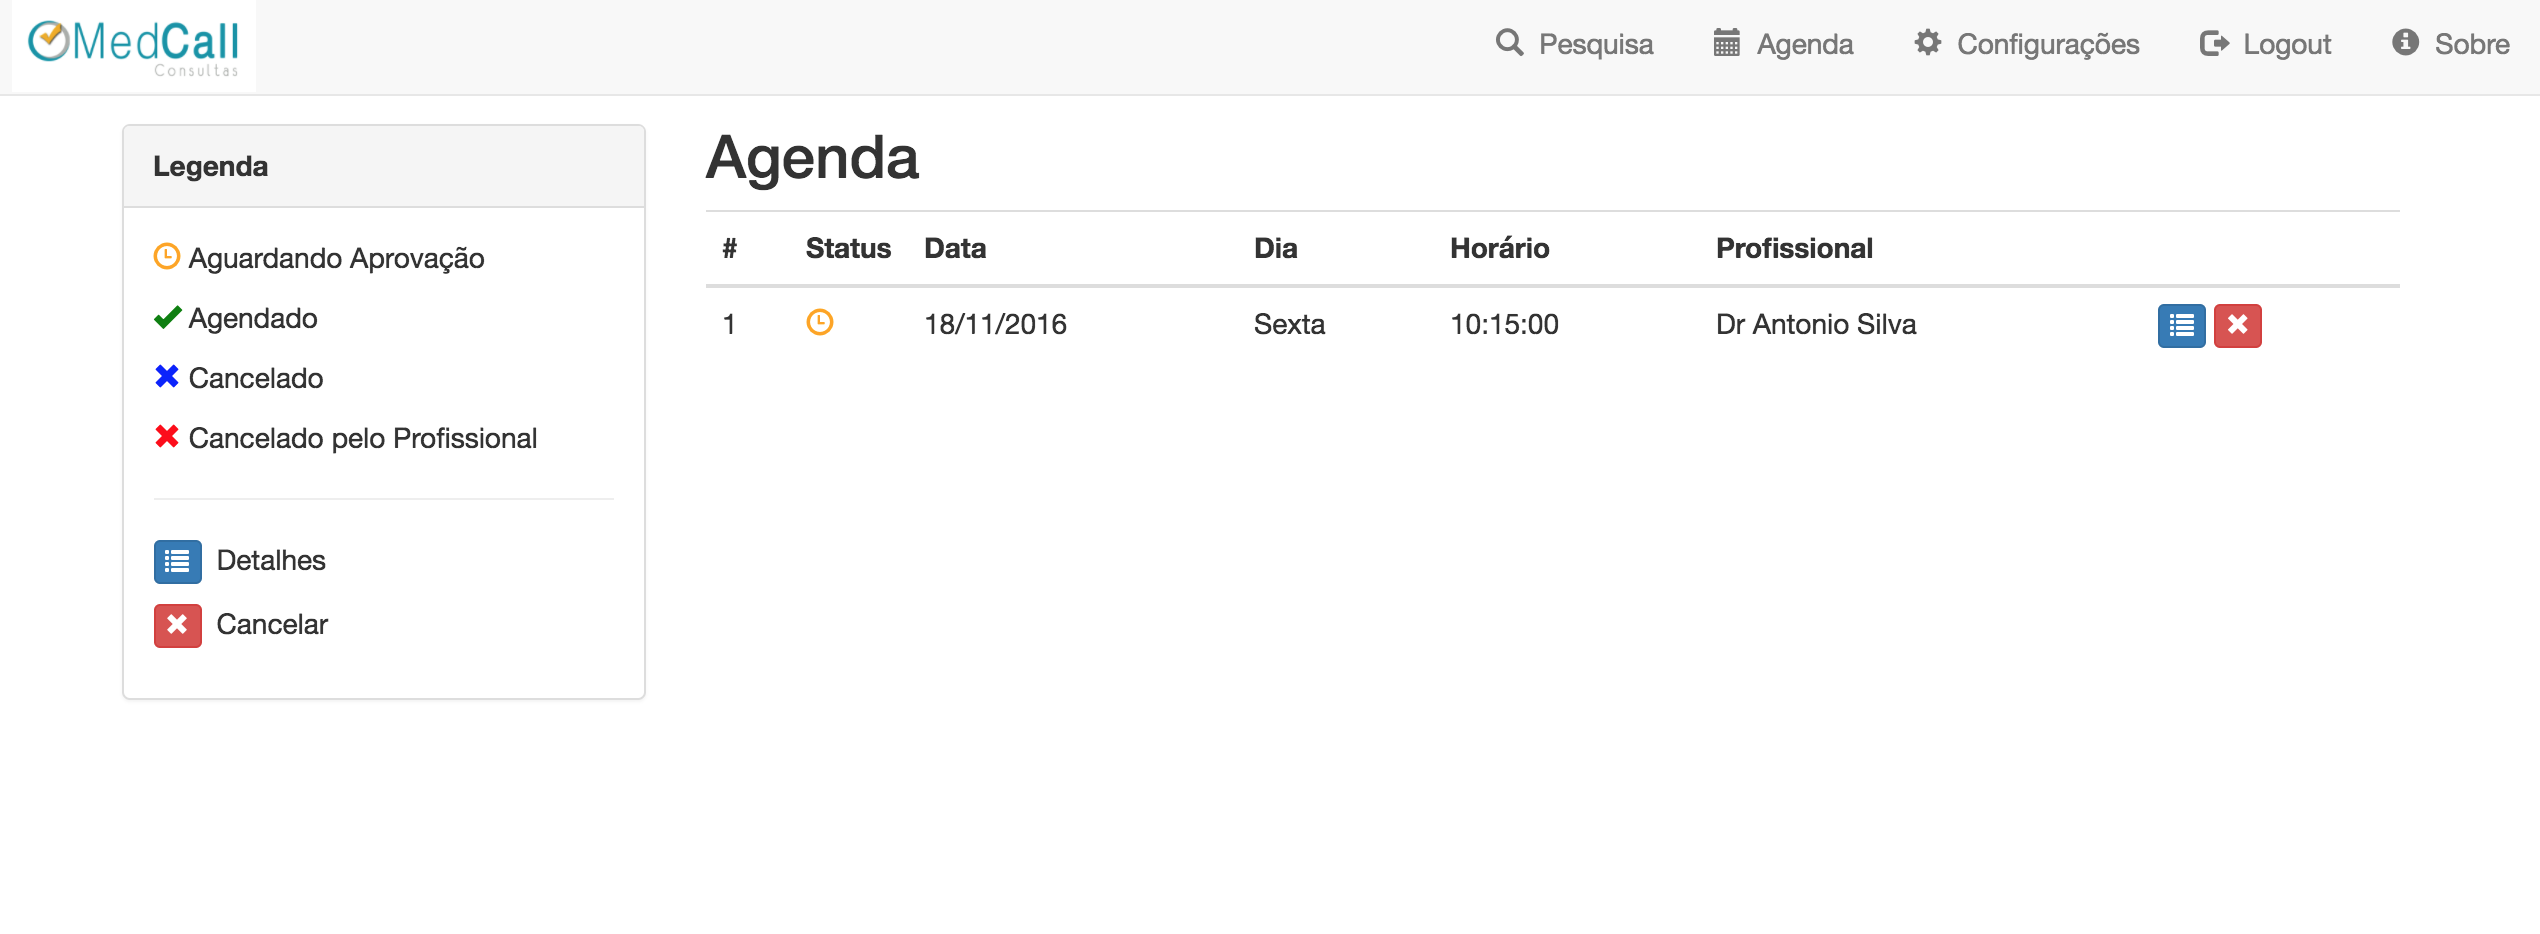 MedCall
Consultas
Pesquisa Agenda Configurações Logout Sobre
Legenda
Aguardando Aprovação
Agendado
Cancelado
Cancelado pelo Profissional
Detalhes
Cancelar
Agenda
# Status Data Dia Horário Profissional
1 18/11/2016 Sexta 10:15:00 Dr Antonio Silva